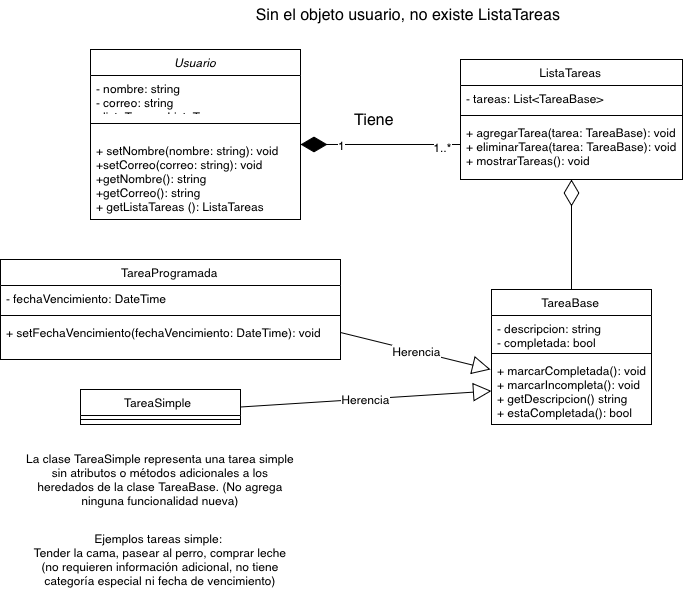 Sin el objeto usuario, no existe ListaTareas
Usuario
- nombre: string
- correo: string
+ setNombre(nombre: string): void
+setCorreo(correo: string): void
+getNombre(): string
+getCorreo(): string
+ getListaTareas (): ListaTareas
Tiene
1
1..*
ListaTareas
- tareas: List<TareaBase>
+ agregarTarea(tarea: TareaBase): void
+ eliminarTarea(tarea: TareaBase): void
+ mostrarTareas(): void
TareaProgramada
- fechaVencimiento: DateTime
+ setFechaVencimiento(fechaVencimiento: DateTime): void
Herencia
TareaBase
- descripcion: string
- completada: bool
+ marcarCompletada(): void
+ marcarIncompleta(): void
+ getDescripcion() string
+ estaCompletada(): bool
TareaSimple
Herencia
La clase TareaSimple representa una tarea simple
sin atributos o métodos adicionales a los
heredados de la clase TareaBase. (No agrega
ninguna funcionalidad nueva)
Ejemplos tareas simple:
Tender la cama, pasear al perro, comprar leche
(no requieren información adicional, no tiene
categoría especial ni fecha de vencimiento)